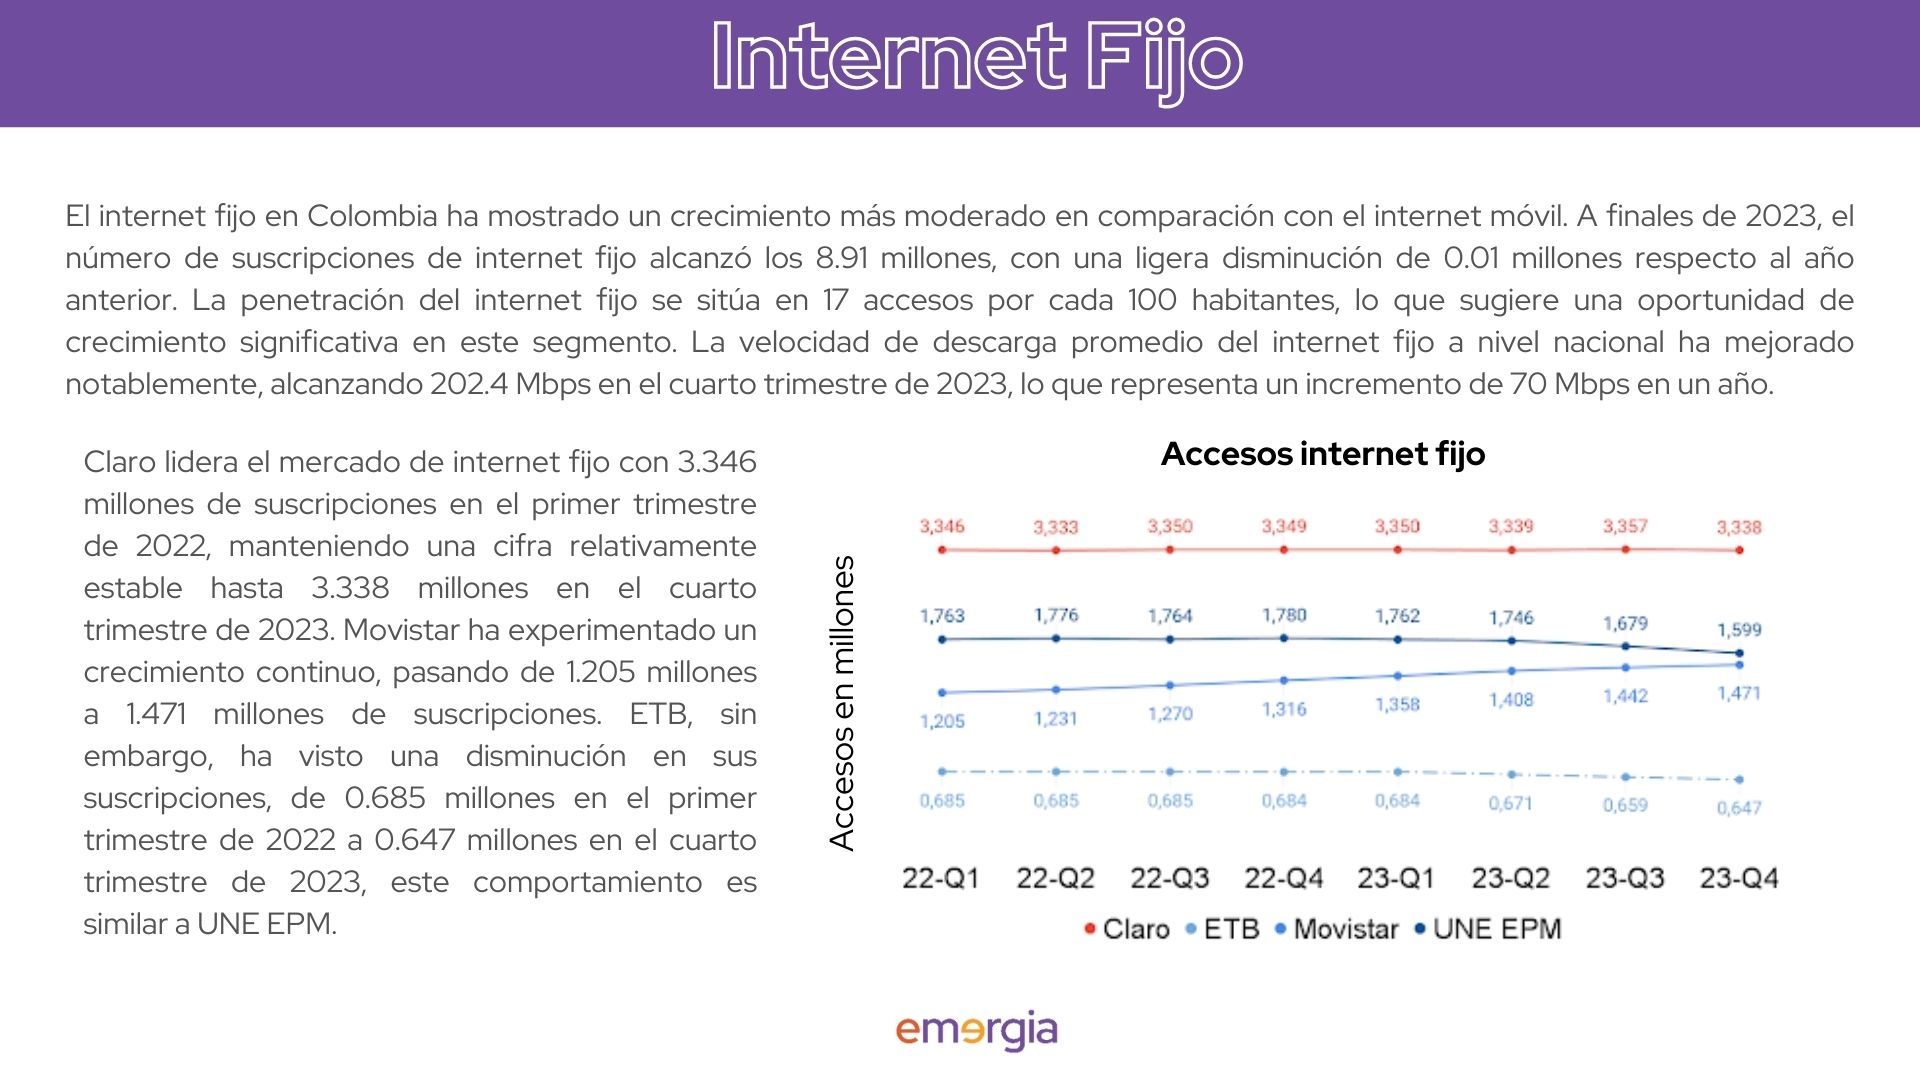 Internet Fijo
El internet fijo en Colombia ha mostrado un crecimiento más moderado en comparación con el internet móvil. A finales de 2023, el
número de suscripciones de internet fijo alcanzó los 8.91 millones, con una ligera disminución de 0.01 millones respecto al año
anterior. La penetración del internet fijo se sitúa en 17 accesos por cada 100 habitantes, lo que sugiere una oportunidad de
crecimiento significativa en este segmento. La velocidad de descarga promedio del internet fijo a nivel nacional ha mejorado
notablemente, alcanzando 202.4 Mbps en el cuarto trimestre de 2023, lo que representa un incremento de 70 Mbps en un año.
Claro lidera el mercado de internet fijo con 3.346
millones de suscripciones en el primer trimestre
de 2022, manteniendo una cifra relativamente
estable hasta 3.338 millones en el cuarto
trimestre de 2023. Movistar ha experimentado un
crecimiento continuo, pasando de 1.205 millones
a 1.471 millones de suscripciones. ETB, sin
embargo, ha visto una disminución en sus
suscripciones, de 0.685 millones en el primer
trimestre de 2022 a 0.647 millones en el cuarto
trimestre de 2023, este comportamiento es
similar a UNE EPM.
Accesos internet fijo
Accesos en millones
3,346 3,333 3,350 3,349 3,350 3,339 3,357 3,338
1,763 1,776 1,764 1,780 1,762 1,746 1,679 1,599
1,205 1,231 1,270 1,316 1,358 1,408 1,442 1,471
0,685 0,685 0,685 0,684 0,684 0,671 0,659 0,647
22-Q1 22-Q2 22-Q3 22-Q4 23-Q1 23-Q2 23-Q3 23-Q4
Claro ETB Movistar UNE EPM
emergia